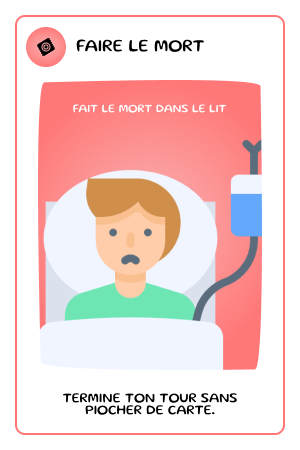 FAIRE LE MORT
FAIT LE MORT DANS LE LIT
TERMINE TON TOUR SANS
PIOCHER DE CARTE.